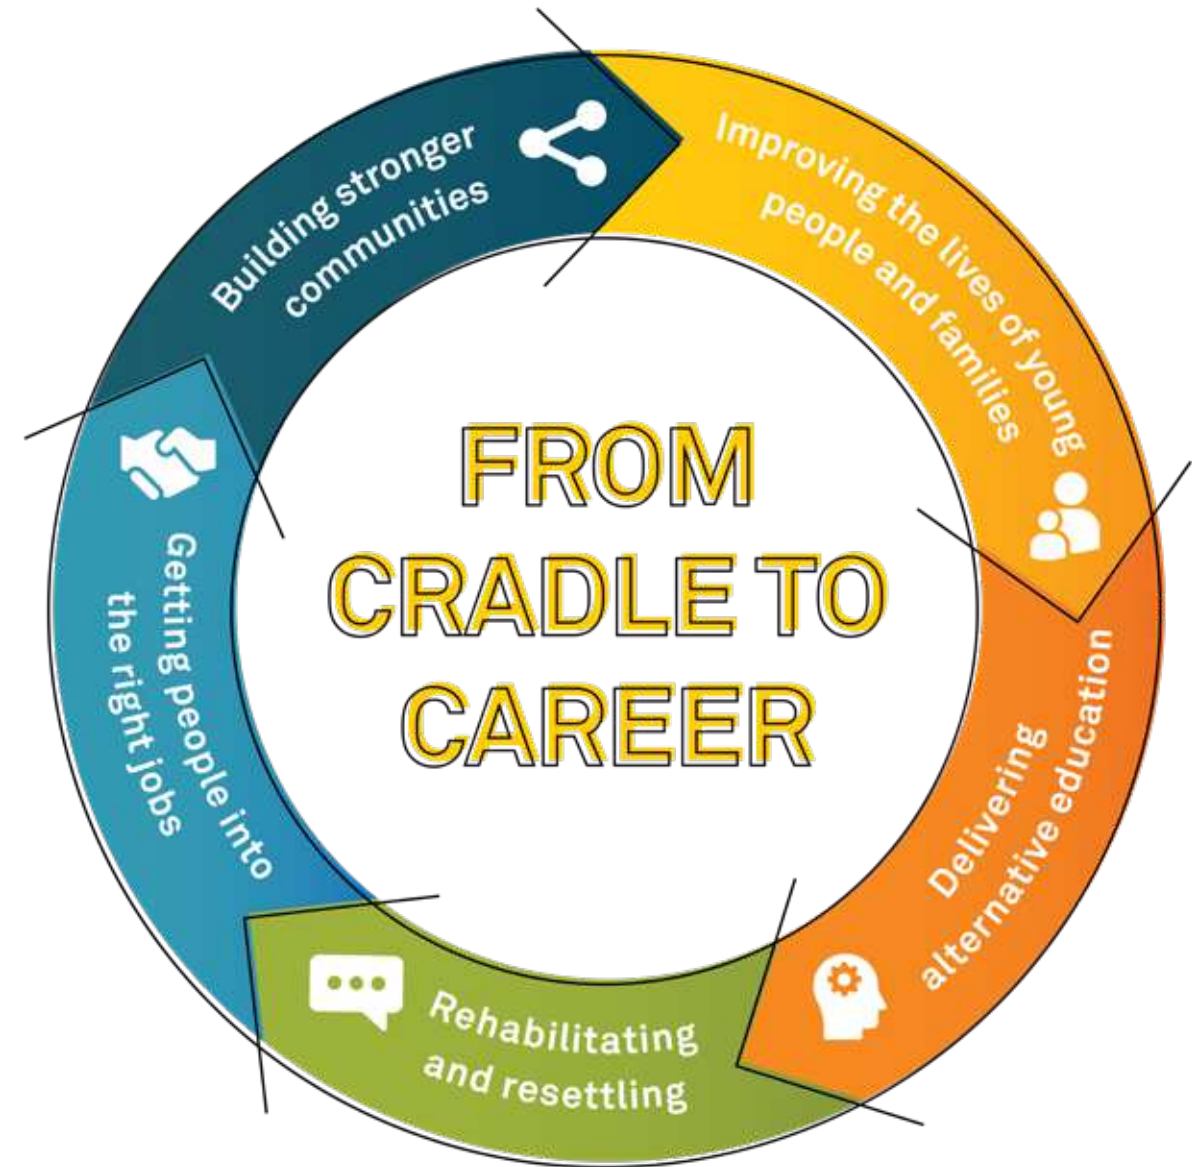 FROM
CRADLE TO
CAREER
Improving the lives of young
people and families
Delivering
alternative education
Rehabilitating
and resettling
Getting people into
the right jobs
Building stronger
communities